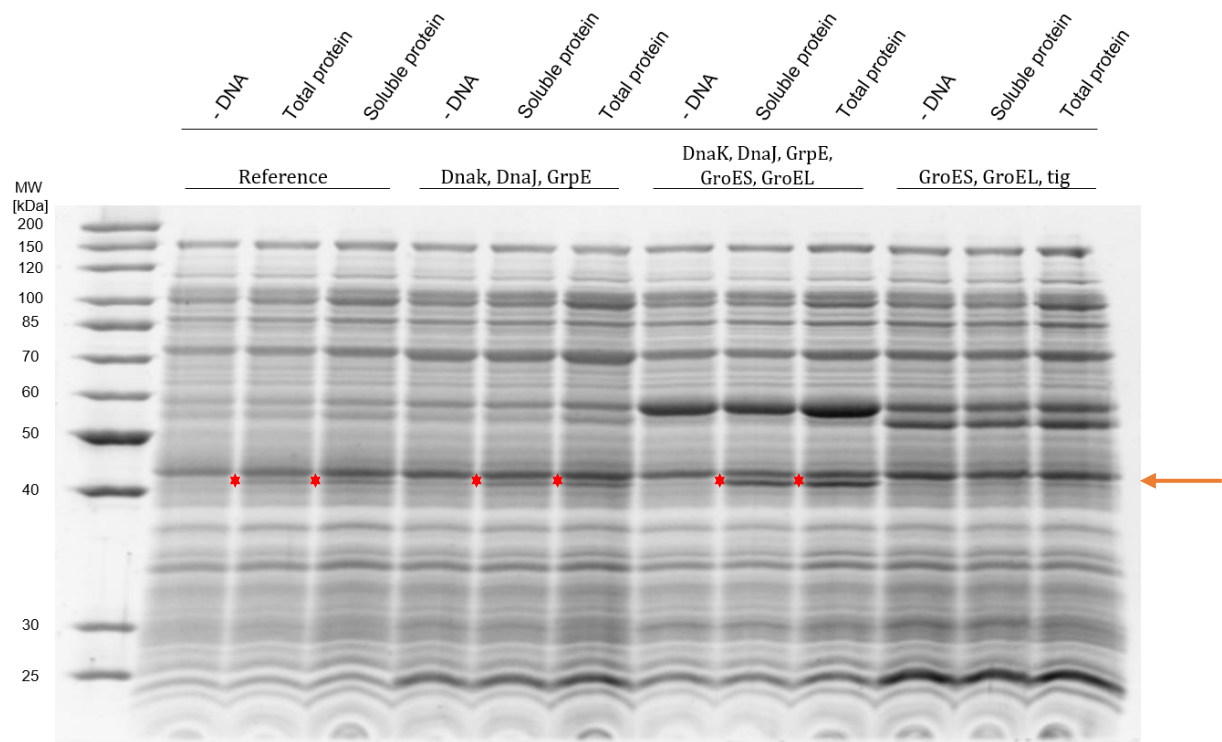 - DNA
Total protein
Soluble protein
- DNA
Soluble protein
Total protein
- DNA
Soluble protein
Total protein
- DNA
Soluble protein
Total protein
Reference
Dnak, DnaJ, GrpE
DnaK, DnaJ, GrpE,
GroES, GroEL
GroES, GroEL, tig
MW
[kDa]
200
150
120
100
85
70
60
50
40
30
25